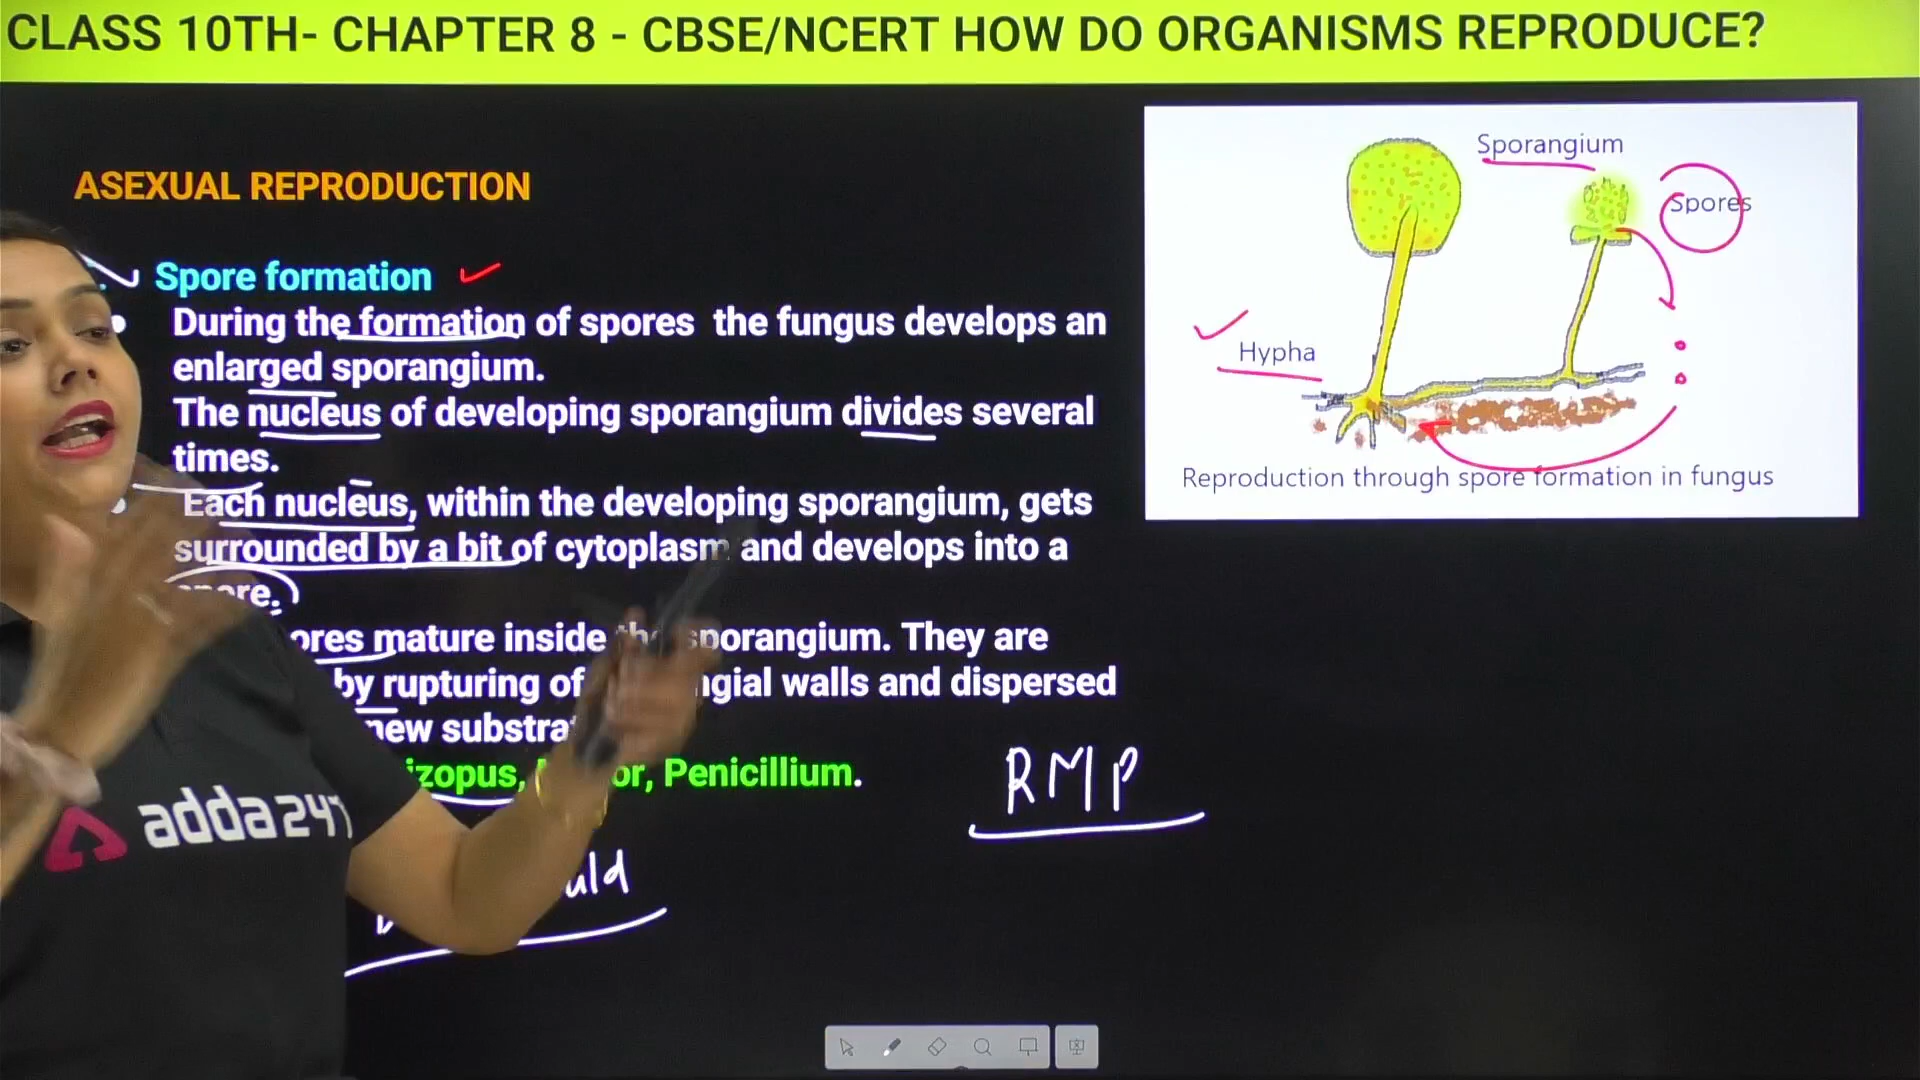 CLASS 10TH- CHAPTER 8 - CBSE/NCERT HOW DO ORGANISMS REPRODUCE?
ASEXUAL REPRODUCTION
Spore formation
During the formation of spores the fungus develops an
enlarged sporangium.
The nucleus of developing sporangium divides several
times.
Each nucleus, within the developing sporangium, gets
surrounded by a bit of cytoplasm and develops into a
ores mature inside sporangium. They are
by rupturing of ngial walls and dispersed
new substra
izopus, or, Penicillium.
RMP
uld
adda247
Sporangium
Spores
Hypha
Reproduction through spore formation in fungus